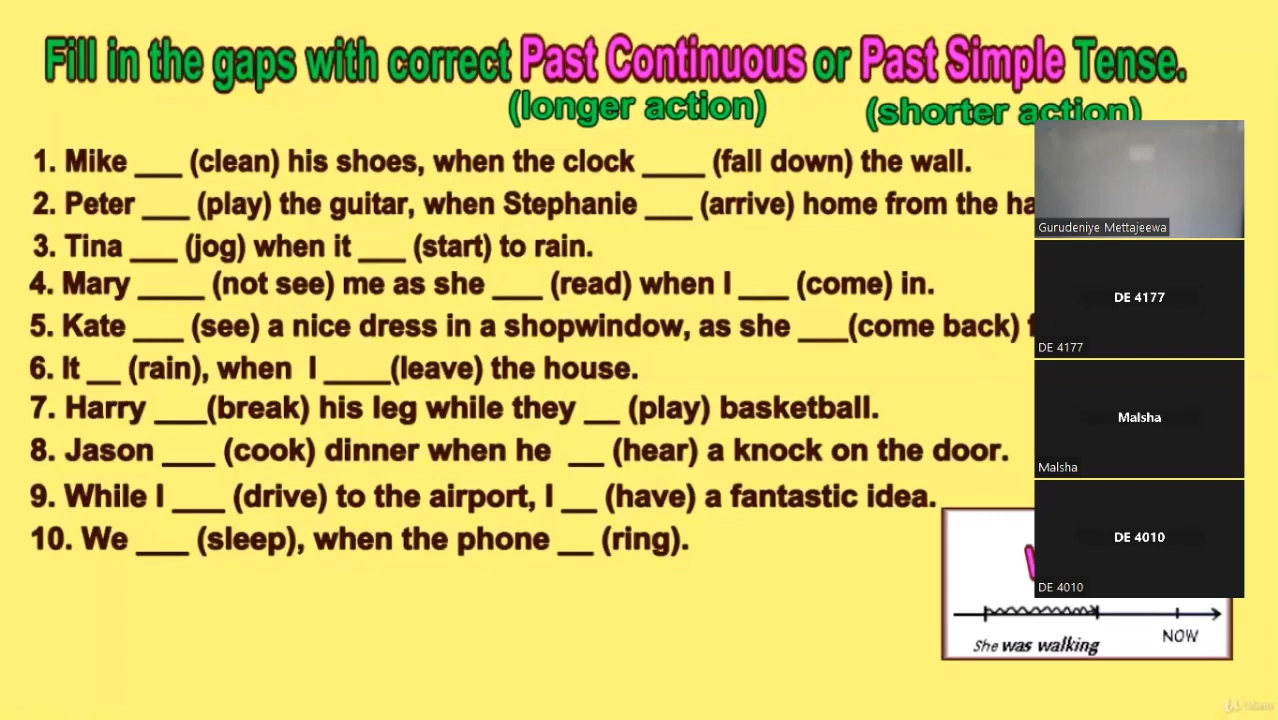 Fill in the gaps with correct Past Continuous or Past Simple Tense.
(longer action) (shorter action)
1. Mike ___ (clean) his shoes, when the clock ____ (fall down) the wall.
2. Peter ___ (play) the guitar, when Stephanie ___ (arrive) home from the
3. Tina ___ (jog) when it ___ (start) to rain.
4. Mary ____ (not see) me as she ___ (read) when I ___ (come) in.
5. Kate ___ (see) a nice dress in a shopwindow, as she ___(come back)
6. It __ (rain), when I ____(leave) the house.
7. Harry ___(break) his leg while they __ (play) basketball.
8. Jason ___ (cook) dinner when he __ (hear) a knock on the door.
9. While I ___ (drive) to the airport, I __ (have) a fantastic idea.
10. We ___ (sleep), when the phone __ (ring).
Gurudeniye Mettajeewa
DE 4177
DE 4177
Malsha
Malsha
DE 4010
DE 4010
NOW
She was walking